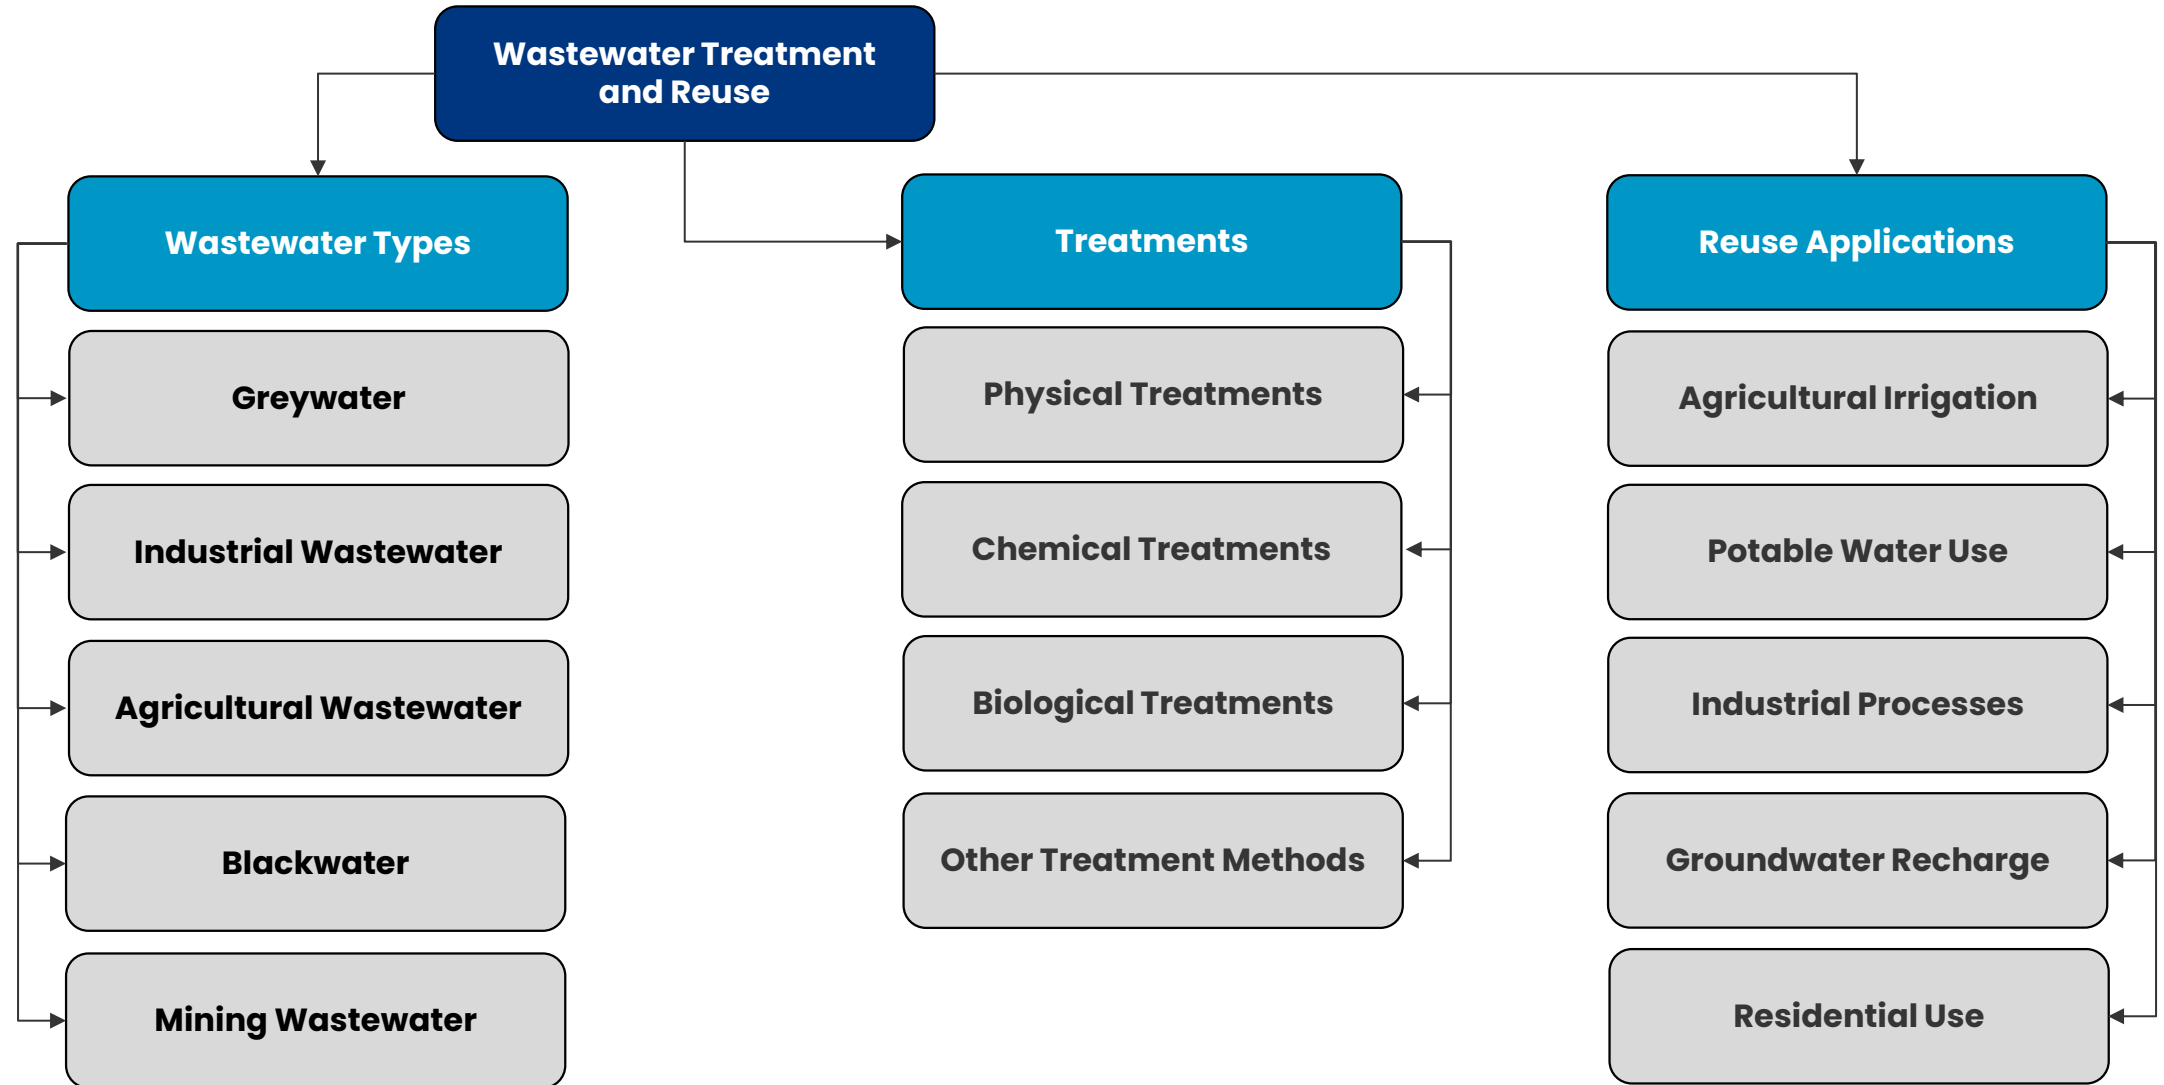 Wastewater Treatment
and Reuse
Wastewater Types
Treatments
Reuse Applications
Greywater
Physical Treatments
Agricultural Irrigation
Industrial Wastewater
Chemical Treatments
Potable Water Use
Agricultural Wastewater
Biological Treatments
Industrial Processes
Blackwater
Other Treatment Methods
Groundwater Recharge
Mining Wastewater
Residential Use